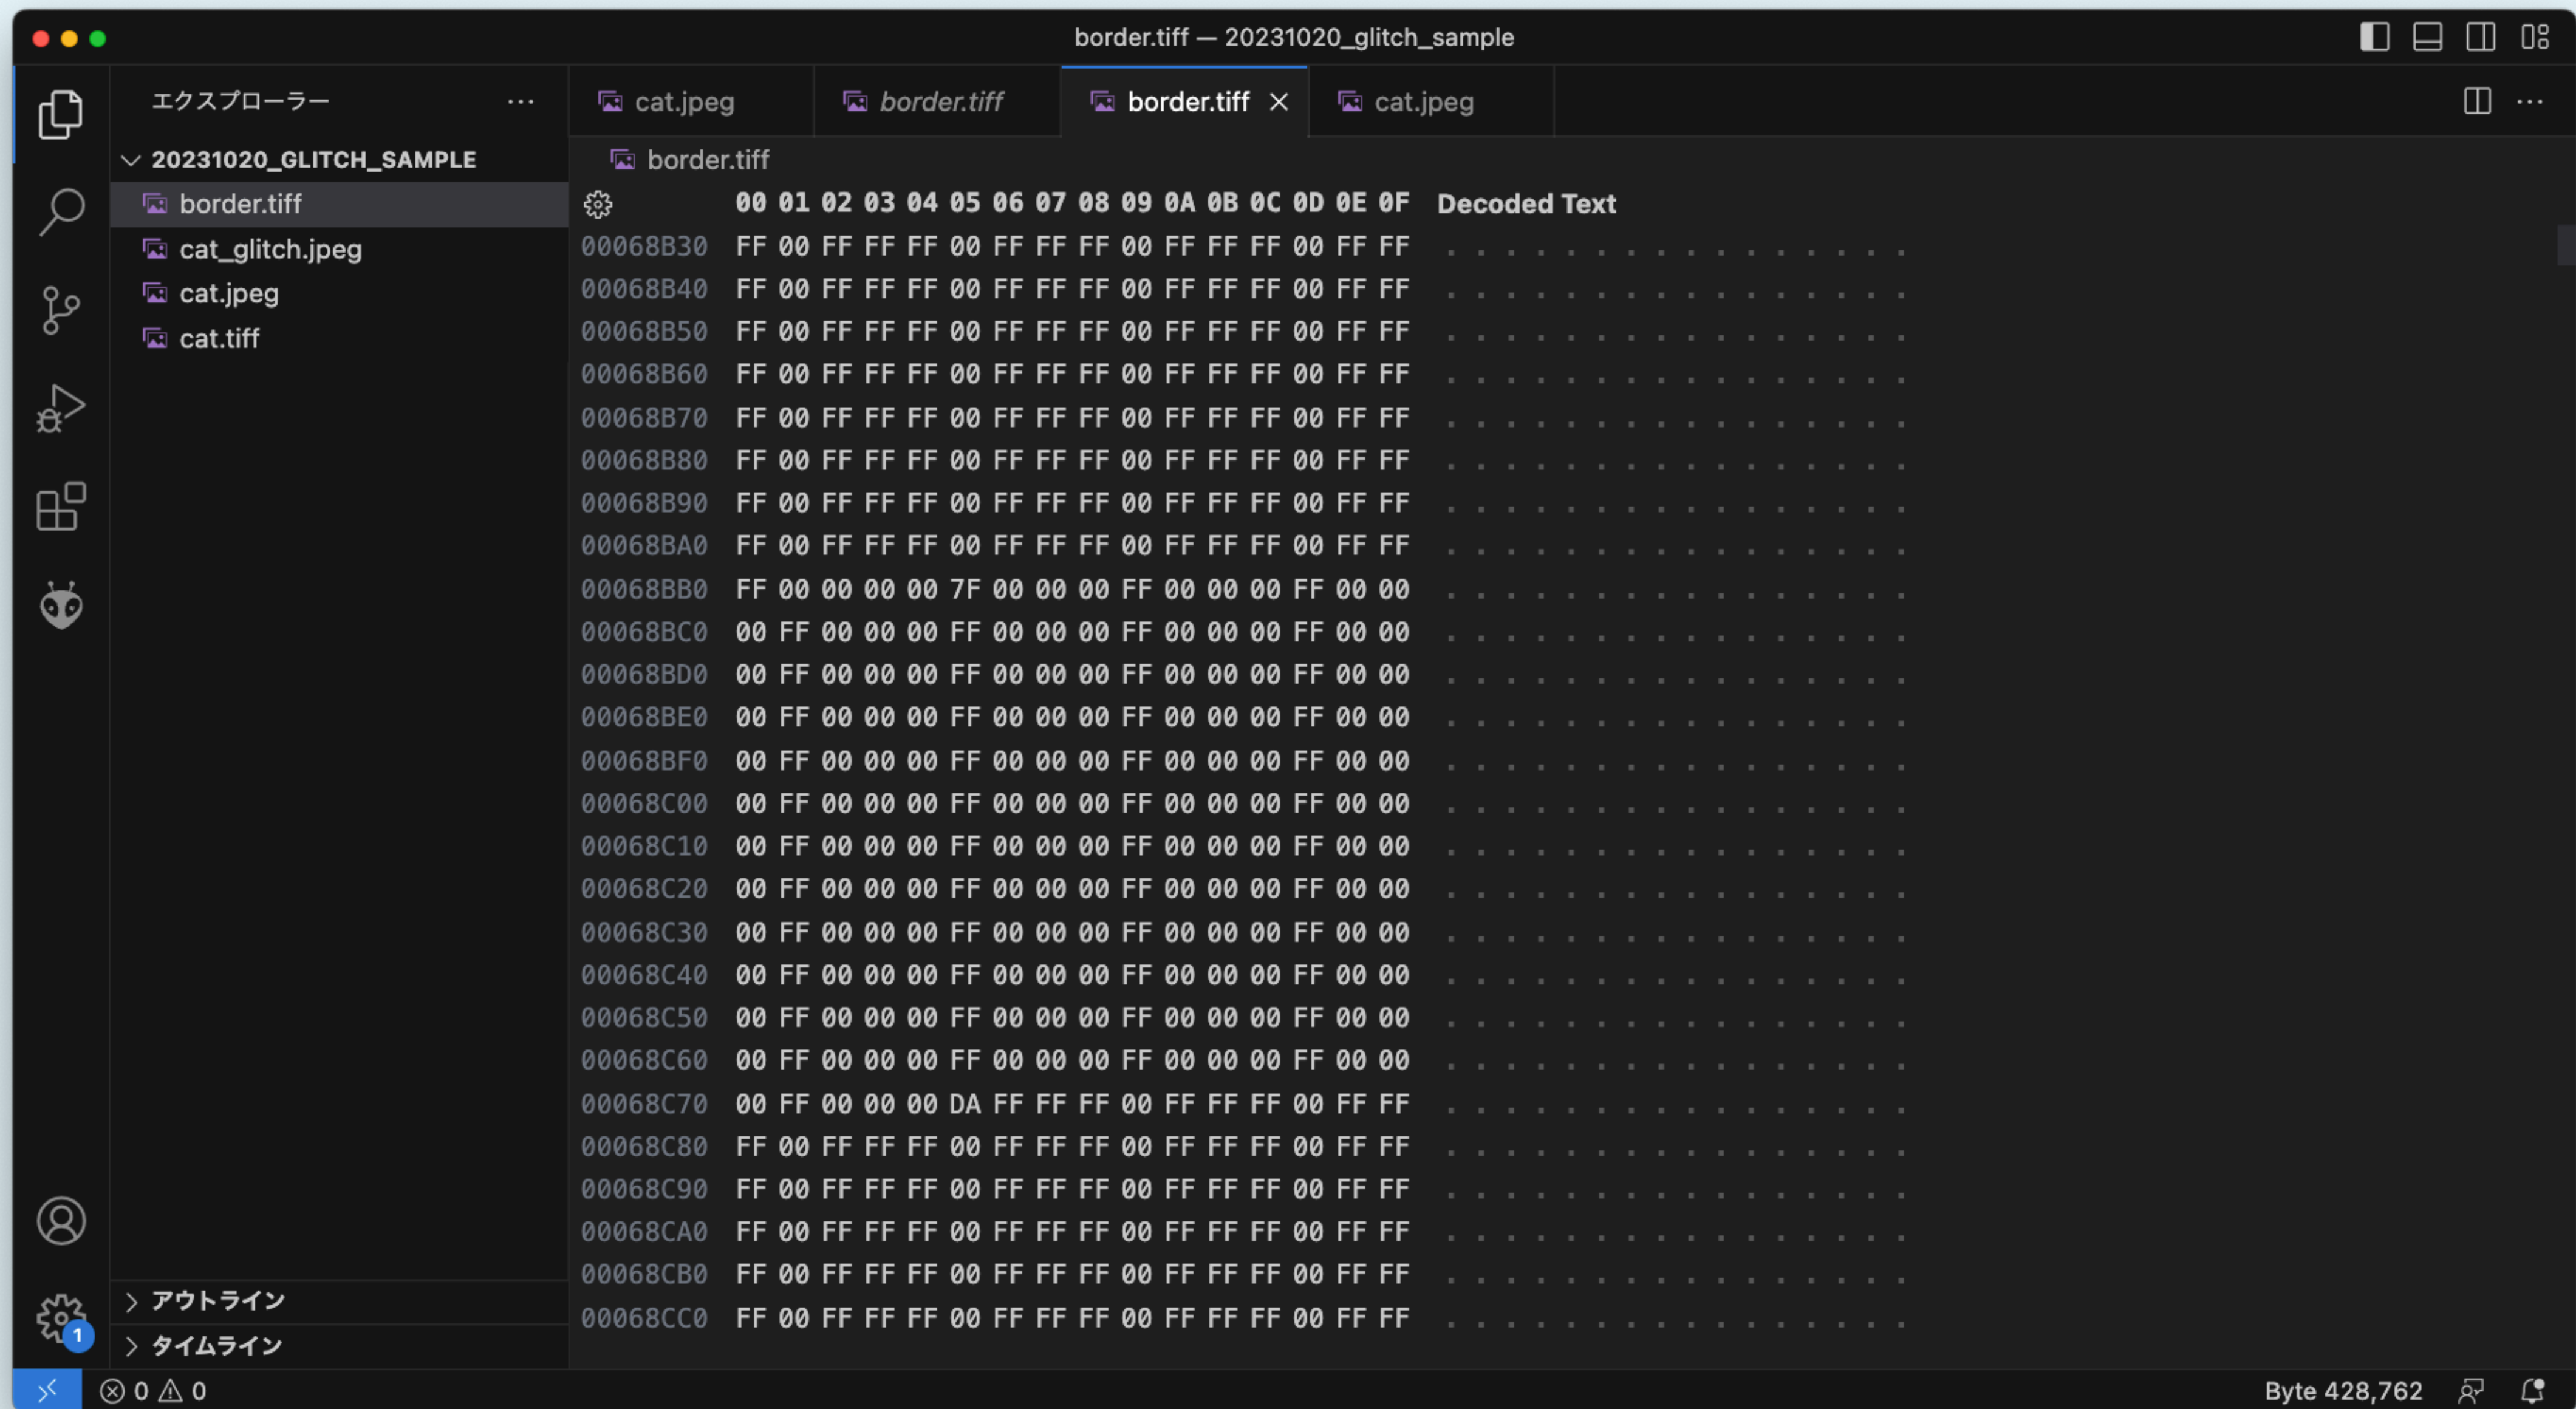 border.tiff — 20231020_glitch_sample
エクスプローラー
cat.jpeg border.tiff border.tiff cat.jpeg
20231020_GLITCH_SAMPLE
border.tiff
cat_glitch.jpeg
cat.jpeg
cat.tiff
border.tiff
00 01 02 03 04 05 06 07 08 09 0A 0B 0C 0D 0E 0F Decoded Text
00068B30 FF 00 FF FF FF 00 FF FF FF 00 FF FF FF 00 FF FF . . . . . . . . . . . . . . . .
00068B40 FF 00 FF FF FF 00 FF FF FF 00 FF FF FF 00 FF FF . . . . . . . . . . . . . . . .
00068B50 FF 00 FF FF FF 00 FF FF FF 00 FF FF FF 00 FF FF . . . . . . . . . . . . . . . .
00068B60 FF 00 FF FF FF 00 FF FF FF 00 FF FF FF 00 FF FF . . . . . . . . . . . . . . . .
00068B70 FF 00 FF FF FF 00 FF FF FF 00 FF FF FF 00 FF FF . . . . . . . . . . . . . . . .
00068B80 FF 00 FF FF FF 00 FF FF FF 00 FF FF FF 00 FF FF . . . . . . . . . . . . . . . .
00068B90 FF 00 FF FF FF 00 FF FF FF 00 FF FF FF 00 FF FF . . . . . . . . . . . . . . . .
00068BA0 FF 00 FF FF FF 00 FF FF FF 00 FF FF FF 00 FF FF . . . . . . . . . . . . . . . .
00068BB0 FF 00 00 00 00 7F 00 00 00 FF 00 00 00 FF 00 00 . . . . . . . . . . . . . . . .
00068BC0 00 FF 00 00 00 FF 00 00 00 FF 00 00 00 FF 00 00 . . . . . . . . . . . . . . . .
00068BD0 00 FF 00 00 00 FF 00 00 00 FF 00 00 00 FF 00 00 . . . . . . . . . . . . . . . .
00068BE0 00 FF 00 00 00 FF 00 00 00 FF 00 00 00 FF 00 00 . . . . . . . . . . . . . . . .
00068BF0 00 FF 00 00 00 FF 00 00 00 FF 00 00 00 FF 00 00 . . . . . . . . . . . . . . . .
00068C00 00 FF 00 00 00 FF 00 00 00 FF 00 00 00 FF 00 00 . . . . . . . . . . . . . . . .
00068C10 00 FF 00 00 00 FF 00 00 00 FF 00 00 00 FF 00 00 . . . . . . . . . . . . . . . .
00068C20 00 FF 00 00 00 FF 00 00 00 FF 00 00 00 FF 00 00 . . . . . . . . . . . . . . . .
00068C30 00 FF 00 00 00 FF 00 00 00 FF 00 00 00 FF 00 00 . . . . . . . . . . . . . . . .
00068C40 00 FF 00 00 00 FF 00 00 00 FF 00 00 00 FF 00 00 . . . . . . . . . . . . . . . .
00068C50 00 FF 00 00 00 FF 00 00 00 FF 00 00 00 FF 00 00 . . . . . . . . . . . . . . . .
00068C60 00 FF 00 00 00 FF 00 00 00 FF 00 00 00 FF 00 00 . . . . . . . . . . . . . . . .
00068C70 00 FF 00 00 00 DA FF FF FF 00 FF FF FF 00 FF FF . . . . . . . . . . . . . . . .
00068C80 FF 00 FF FF FF 00 FF FF FF 00 FF FF FF 00 FF FF . . . . . . . . . . . . . . . .
00068C90 FF 00 FF FF FF 00 FF FF FF 00 FF FF FF 00 FF FF . . . . . . . . . . . . . . . .
00068CA0 FF 00 FF FF FF 00 FF FF FF 00 FF FF FF 00 FF FF . . . . . . . . . . . . . . . .
00068CB0 FF 00 FF FF FF 00 FF FF FF 00 FF FF FF 00 FF FF . . . . . . . . . . . . . . . .
00068CC0 FF 00 FF FF FF 00 FF FF FF 00 FF FF FF 00 FF FF . . . . . . . . . . . . . . . .
アウトライン
タイムライン
1
0 0
Byte 428,762